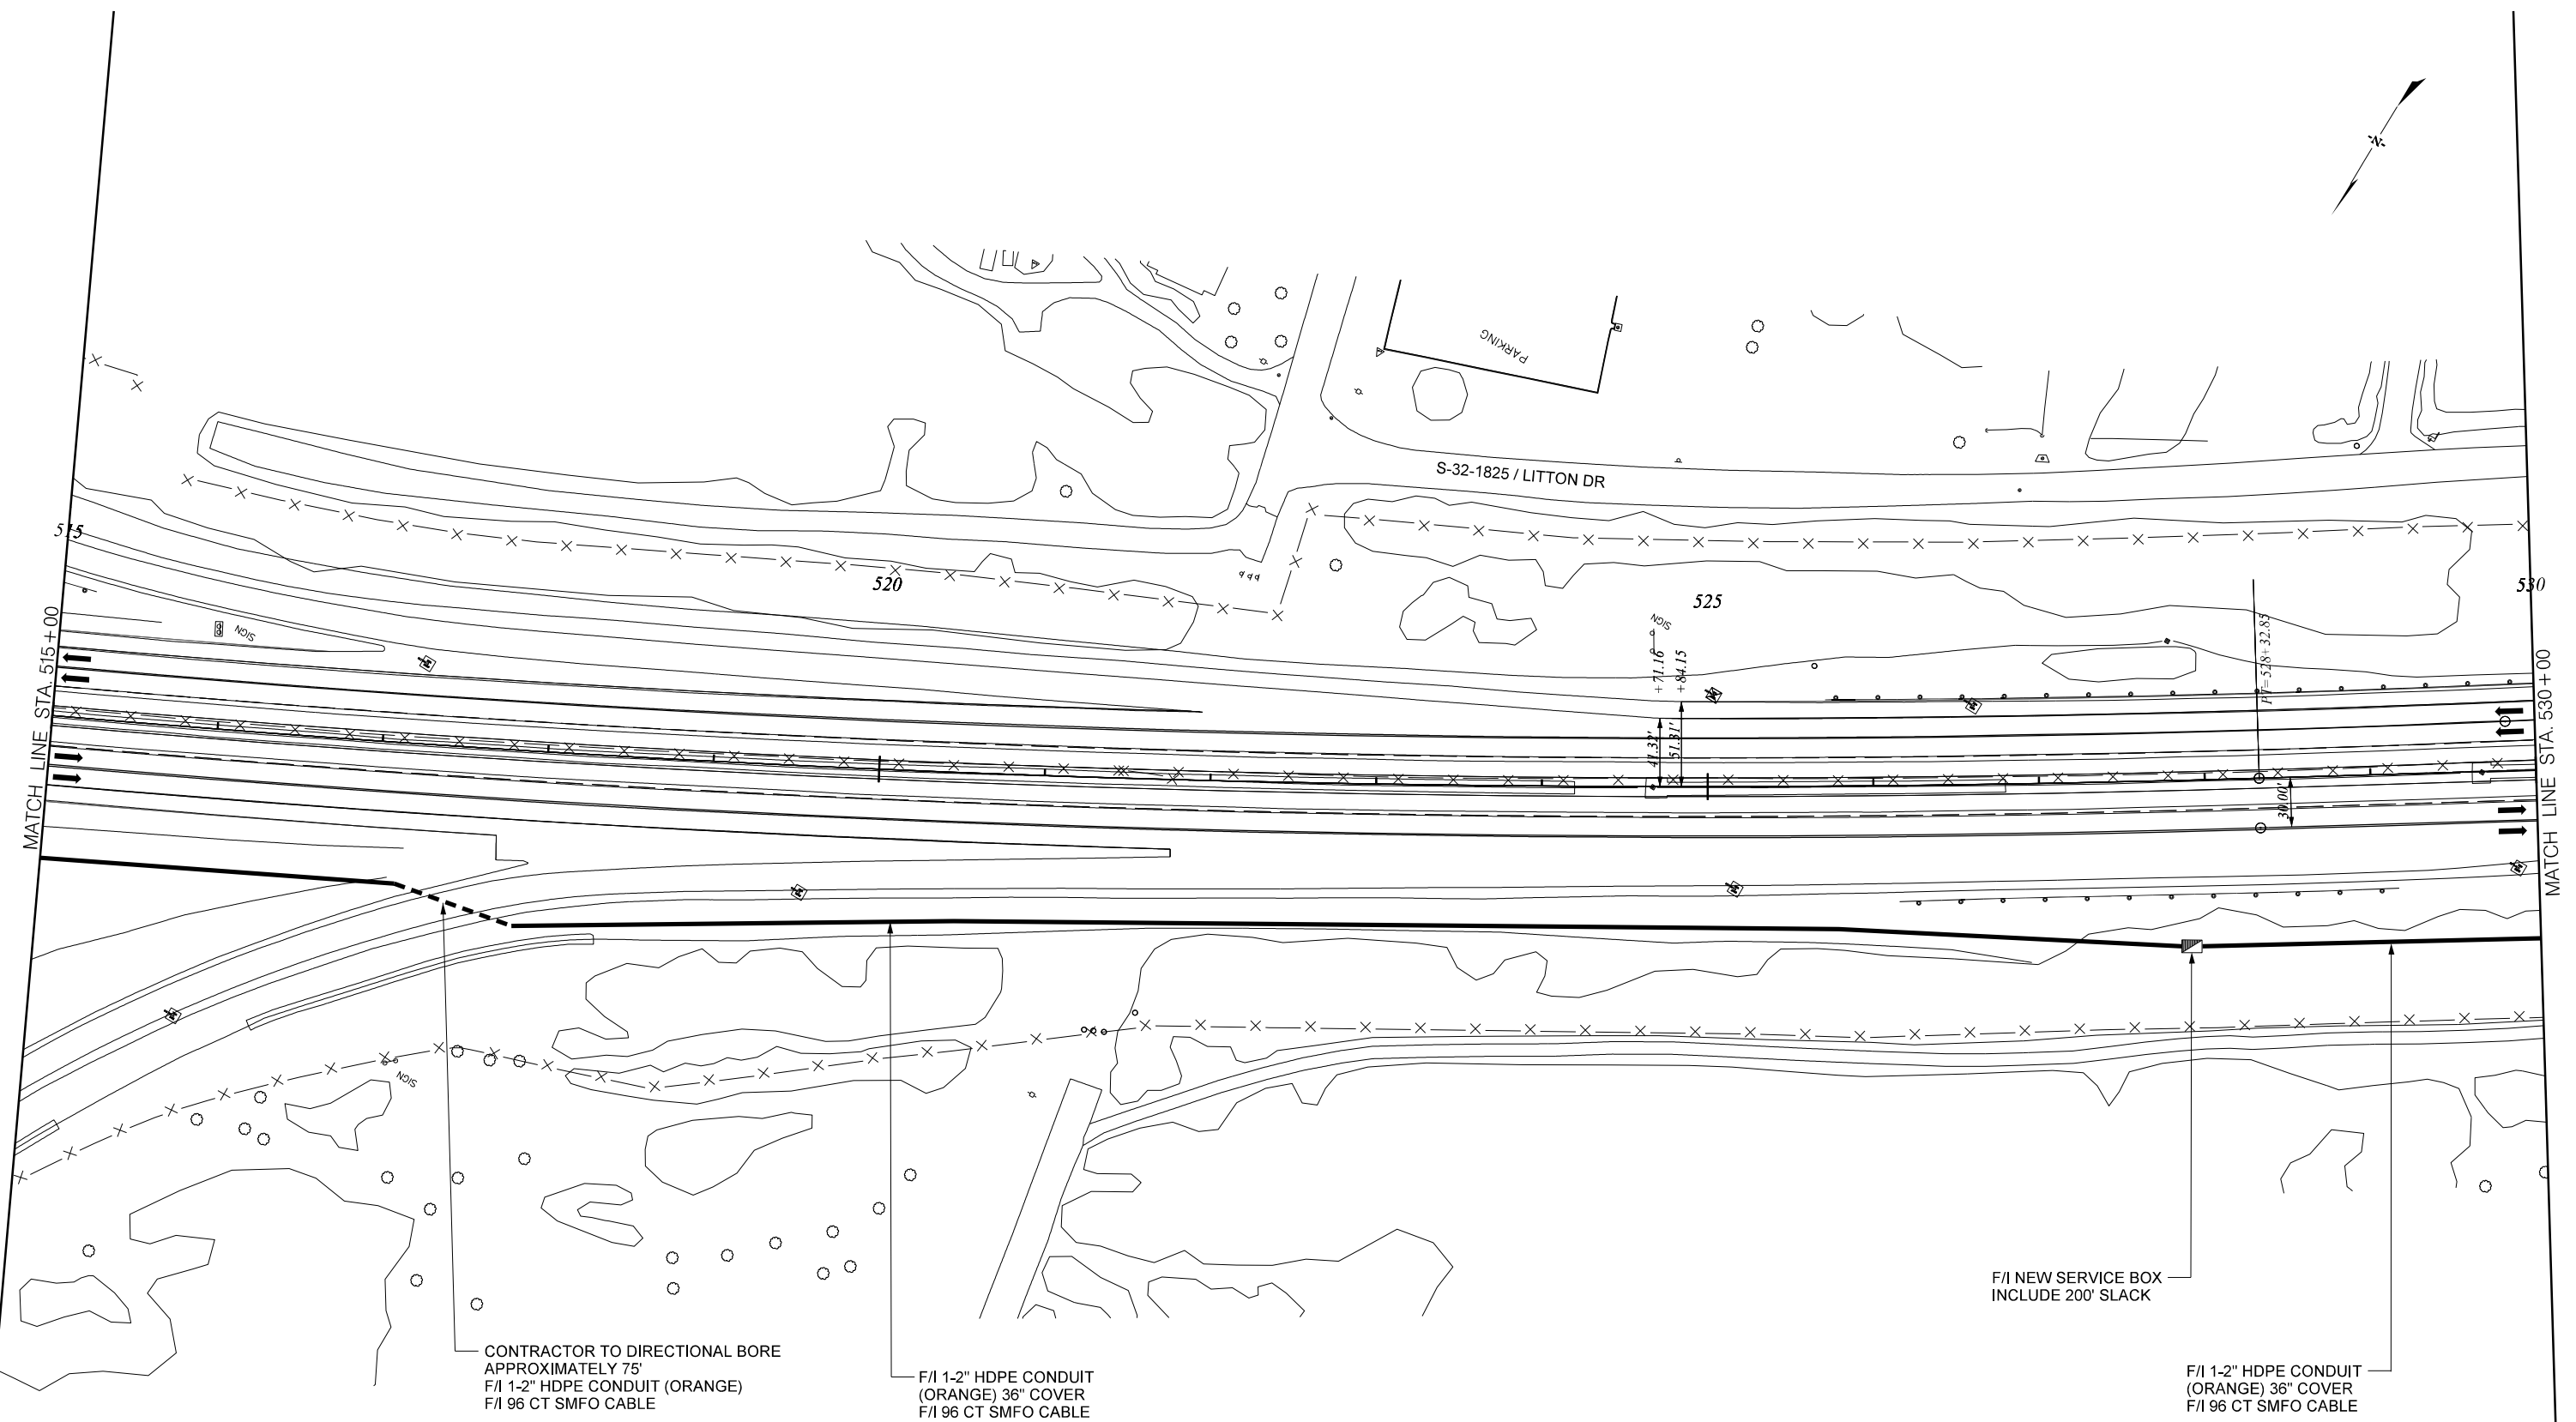 -N-
PARKING
S-32-1825 / LITTON DR
515
520
525
530
SIGN
SIGN
+71.16
+84.15
PT=528+32.85
41.32'
51.31'
30.00'
MATCH LINE STA. 515+00
MATCH LINE STA. 530+00
SIGN
F/I NEW SERVICE BOX
INCLUDE 200' SLACK
CONTRACTOR TO DIRECTIONAL BORE
APPROXIMATELY 75'
F/I 1-2" HDPE CONDUIT (ORANGE)
F/I 96 CT SMFO CABLE
F/I 1-2" HDPE CONDUIT
(ORANGE) 36" COVER
F/I 96 CT SMFO CABLE
F/I 1-2" HDPE CONDUIT
(ORANGE) 36" COVER
F/I 96 CT SMFO CABLE